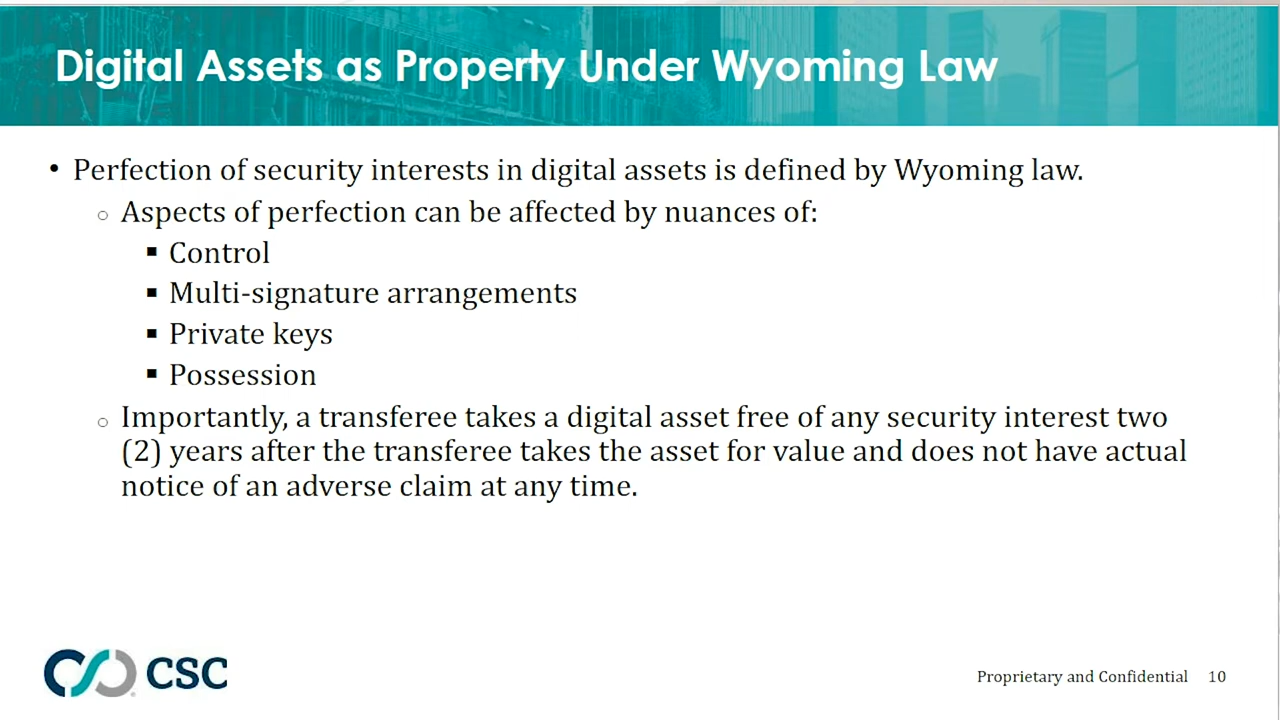 Digital Assets as Property Under Wyoming Law
• Perfection of security interests in digital assets is defined by Wyoming law.
○ Aspects of perfection can be affected by nuances of:
▪ Control
▪ Multi-signature arrangements
▪ Private keys
▪ Possession
○ Importantly, a transferee takes a digital asset free of any security interest two
(2) years after the transferee takes the asset for value and does not have actual
notice of an adverse claim at any time.
CSC
Proprietary and Confidential 10